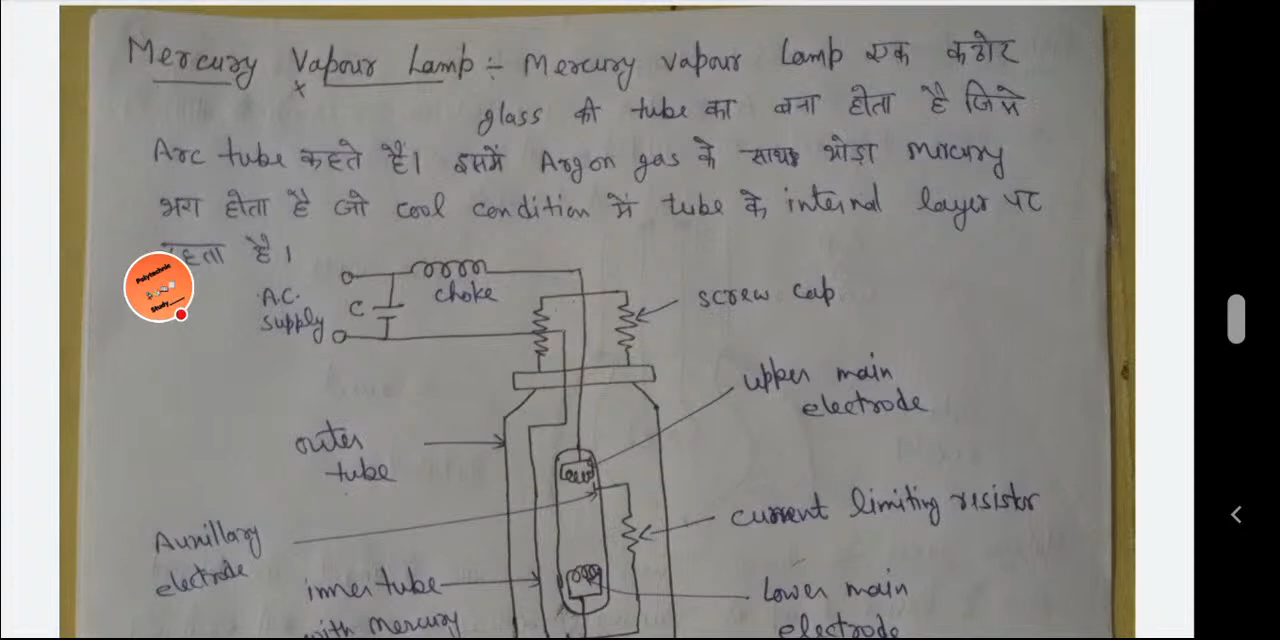 Mercury Vapour Lamp :- Mercury vapour Lamp एक कठोर
glass की tube का बना होता है जिसे
Arc tube कहते हैं। इसमें Argon gas के साथ थोड़ा mercury
भरा होता है जो cool condition में tube के internal layer पर
रहता है।
Polytechnic
Study
A.C.
supply
C
choke
screw cap
upper main
electrode
outer
tube
current limiting resistor
Auxillary
electrode
inner tube
with mercury
Lower main
electrode